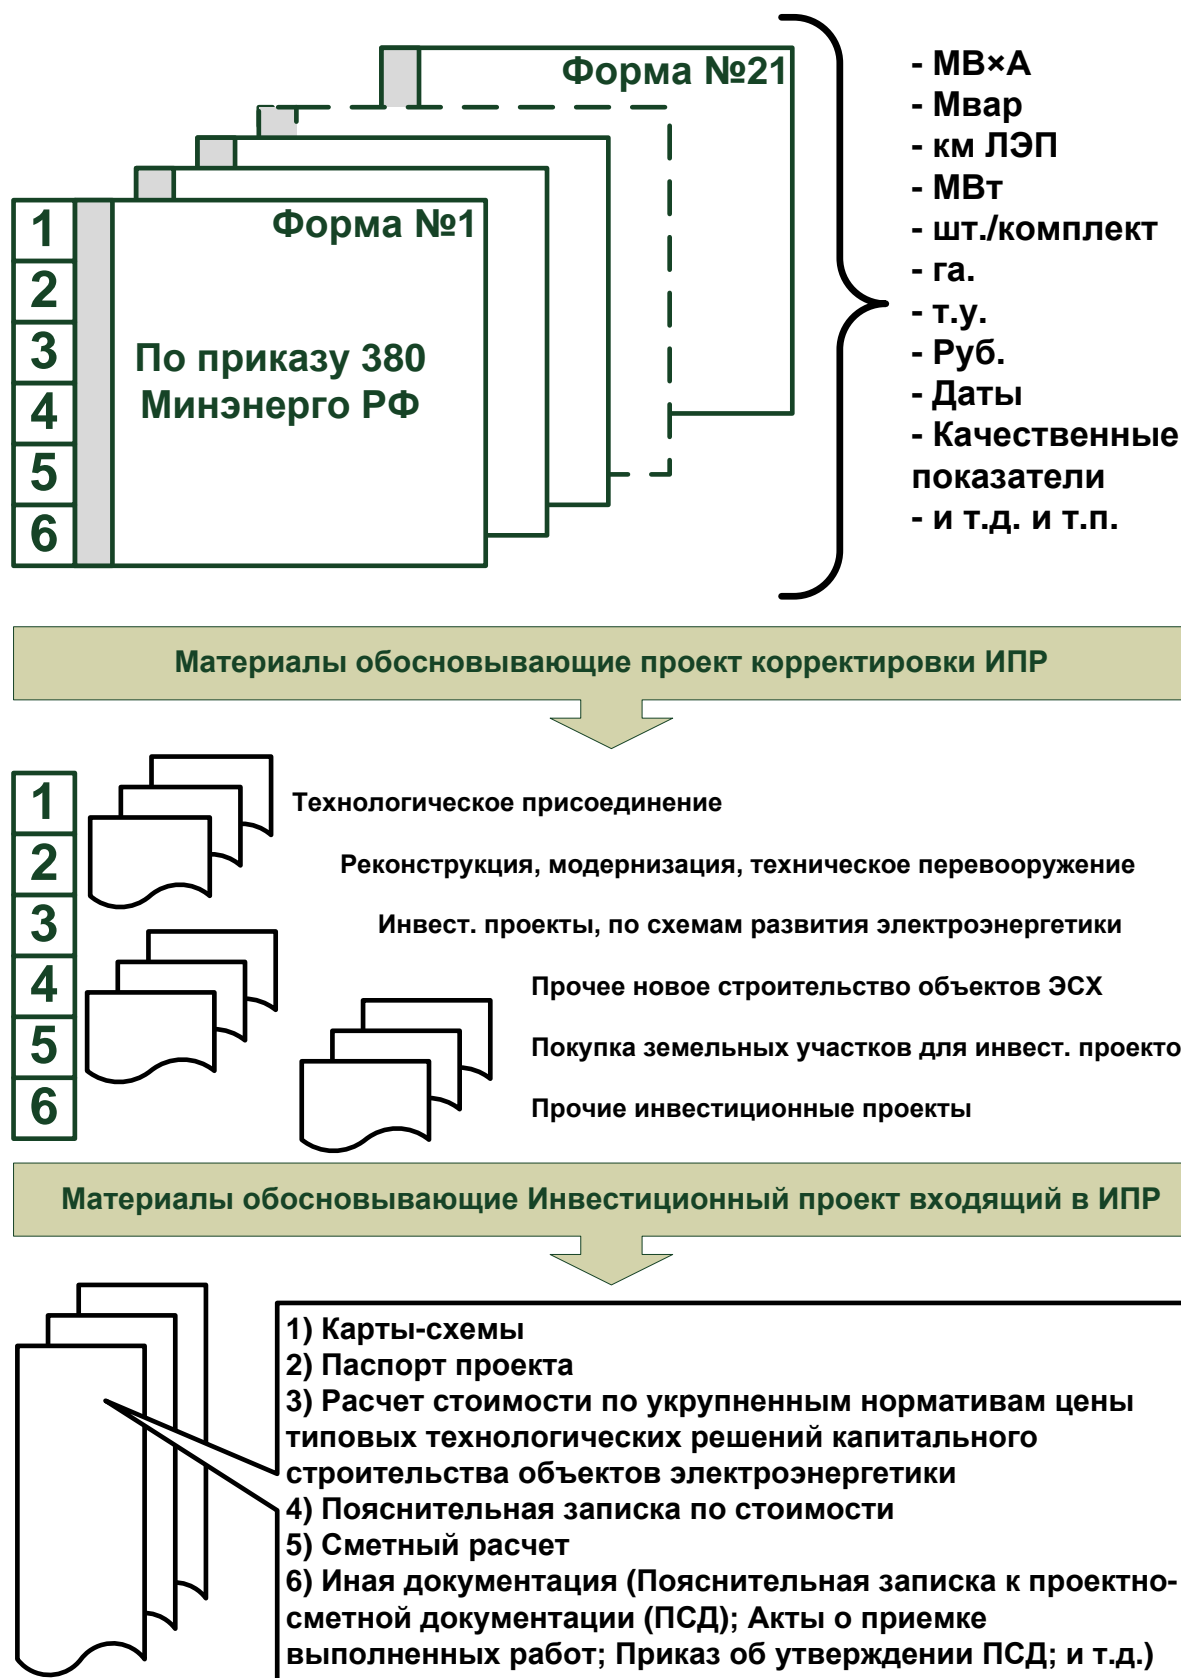 Форма №21
Форма №1
1
2
3
4
5
6
По приказу 380
Минэнерго РФ
- МВ×А
- Мвар
- км ЛЭП
- МВт
- шт./комплект
- га.
- т.у.
- Руб.
- Даты
- Качественные
показатели
- и т.д. и т.п.
Материалы обосновывающие проект корректировки ИПР
1
2
3
4
5
6
Технологическое присоединение
Реконструкция, модернизация, техническое перевооружение
Инвест. проекты, по схемам развития электроэнергетики
Прочее новое строительство объектов ЭСХ
Покупка земельных участков для инвест. проекто
Прочие инвестиционные проекты
Материалы обосновывающие Инвестиционный проект входящий в ИПР
1) Карты-схемы
2) Паспорт проекта
3) Расчет стоимости по укрупненным нормативам цены
типовых технологических решений капитального
строительства объектов электроэнергетики
4) Пояснительная записка по стоимости
5) Сметный расчет
6) Иная документация (Пояснительная записка к проектно-
сметной документации (ПСД); Акты о приемке
выполненных работ; Приказ об утверждении ПСД; и т.д.)